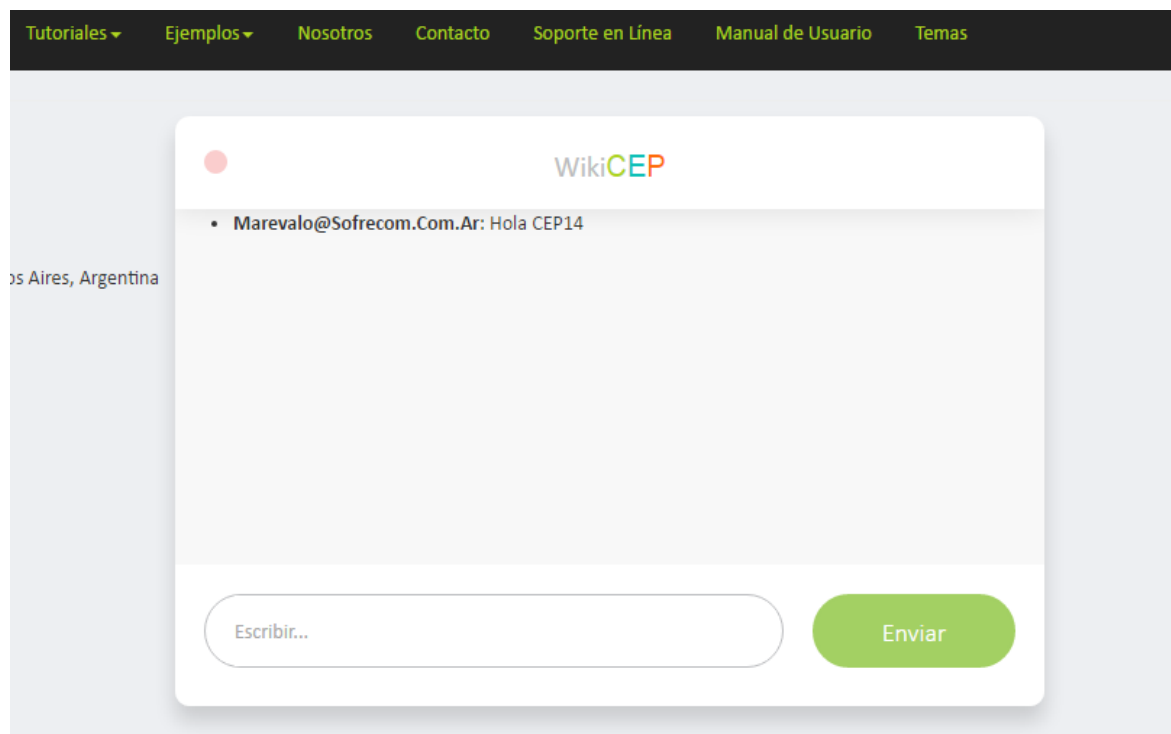 Tutoriales Ejemplos Nosotros Contacto Soporte en Línea Manual de Usuario Temas
WikiCEP
• Marevalo@Sofrecom.Com.Ar: Hola CEP14
os Aires, Argentina
Escribir...
Enviar